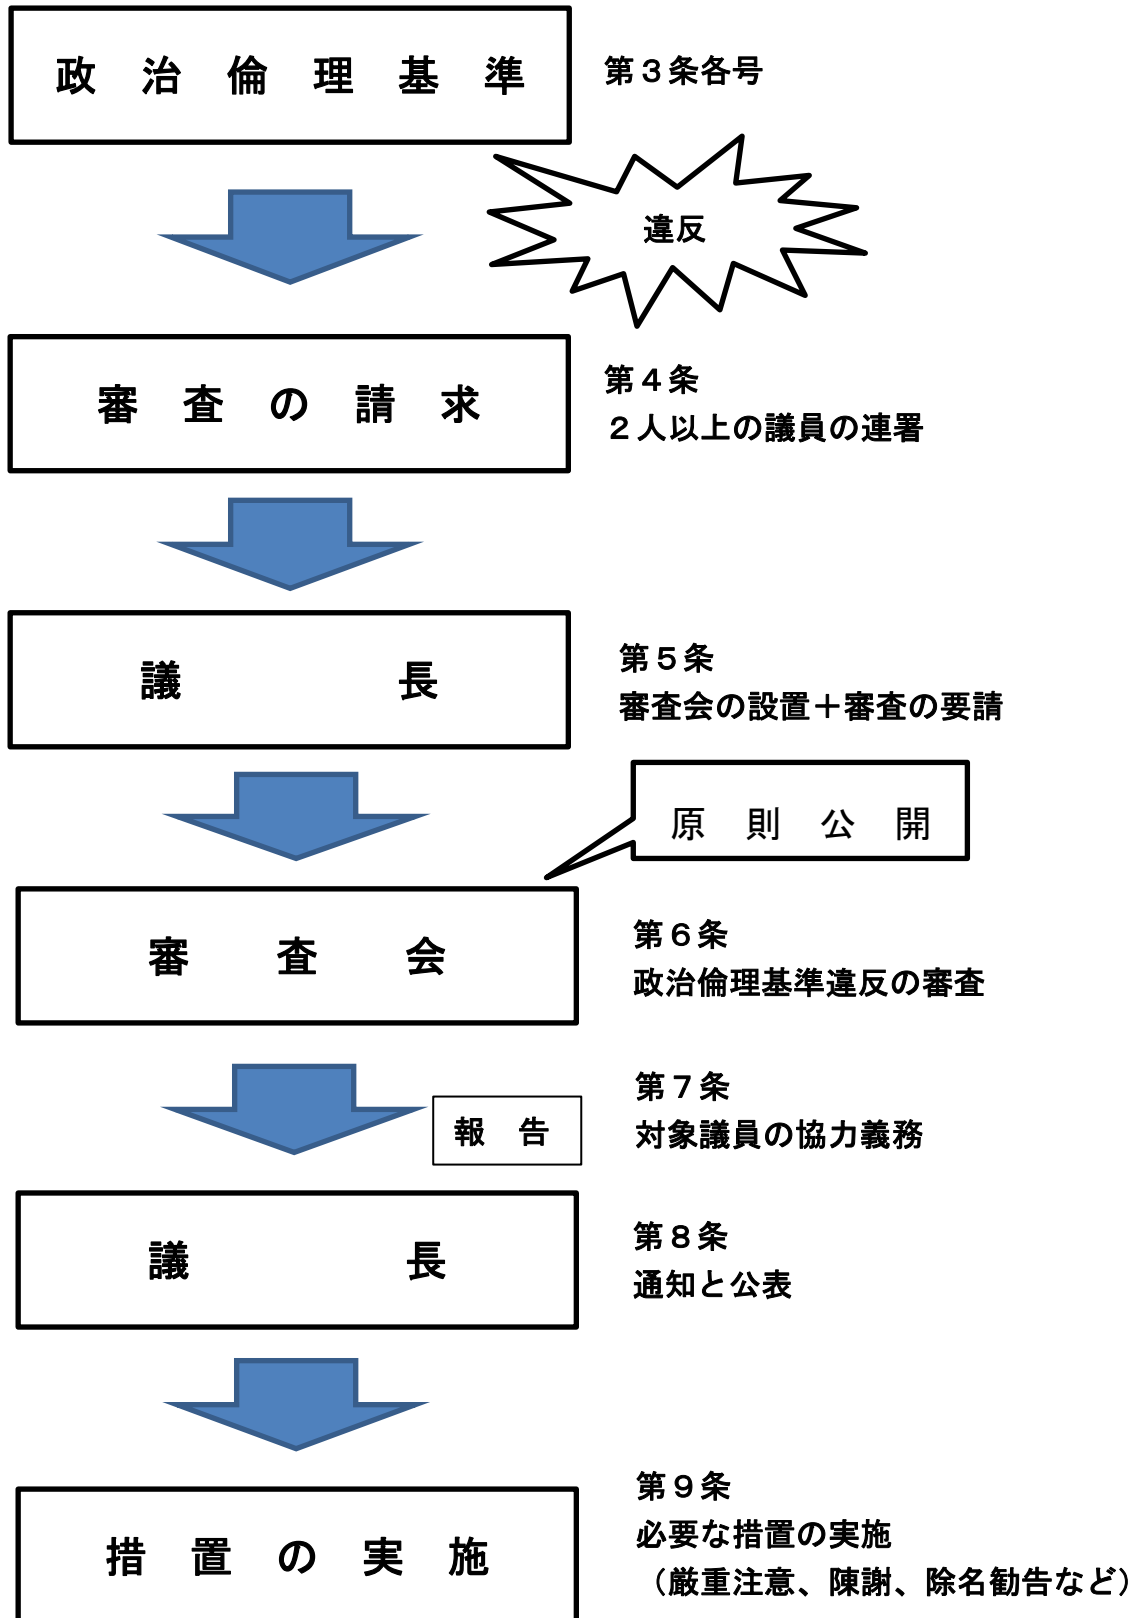 政治倫理基準
第３条各号
違反
審査の請求
第４条
２人以上の議員の連署
議長
第５条
審査会の設置＋審査の要請
原則公開
審査会
第６条
政治倫理基準違反の審査
第７条
対象議員の協力義務
報告
議長
第８条
通知と公表
措置の実施
第９条
必要な措置の実施
（厳重注意、陳謝、除名勧告など）